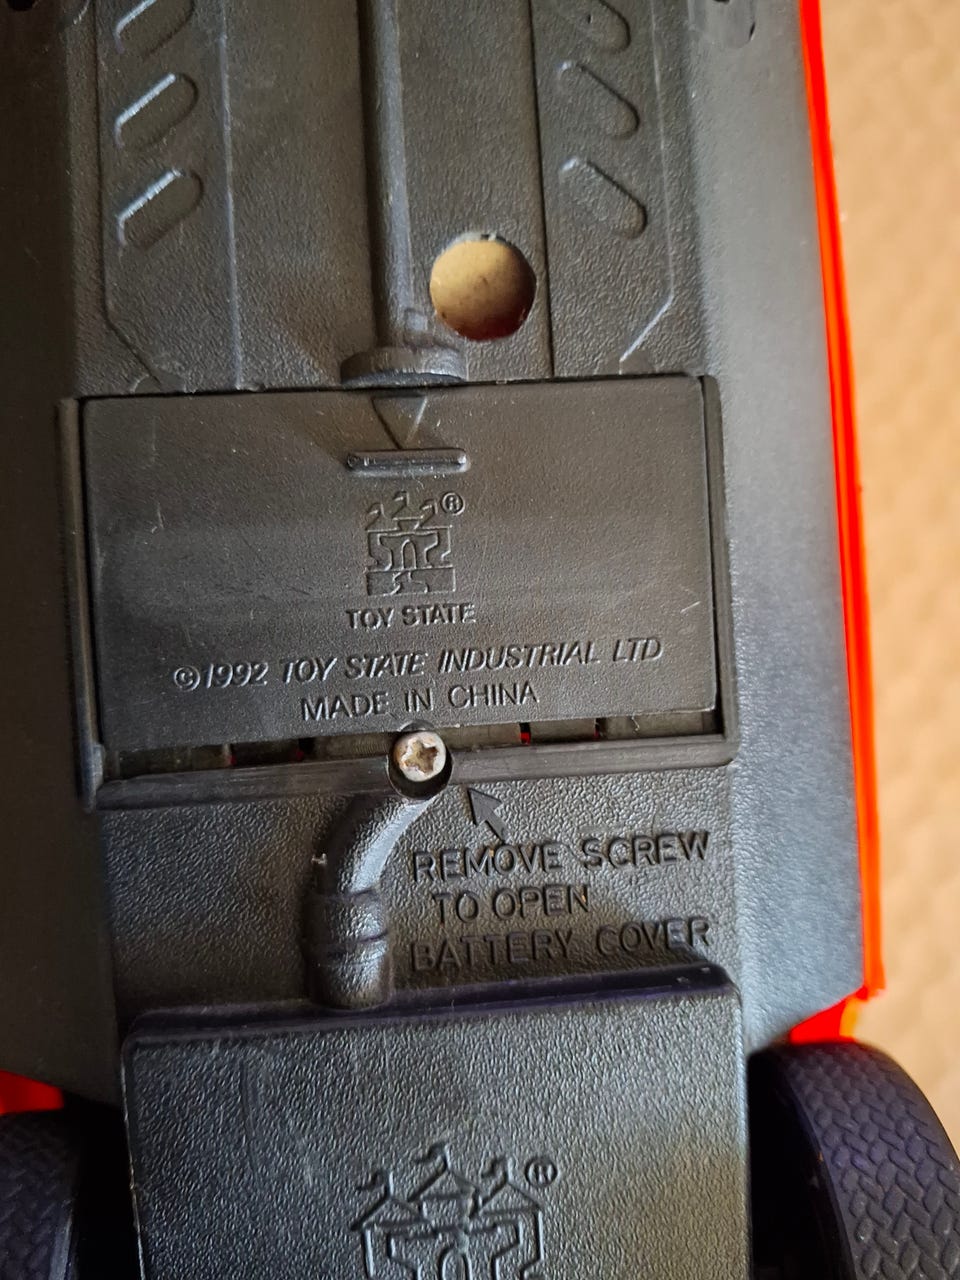 ®
TOY STATE
©1992 TOY STATE INDUSTRIAL LTD
MADE IN CHINA
REMOVE SCREW
TO OPEN
BATTERY COVER
®